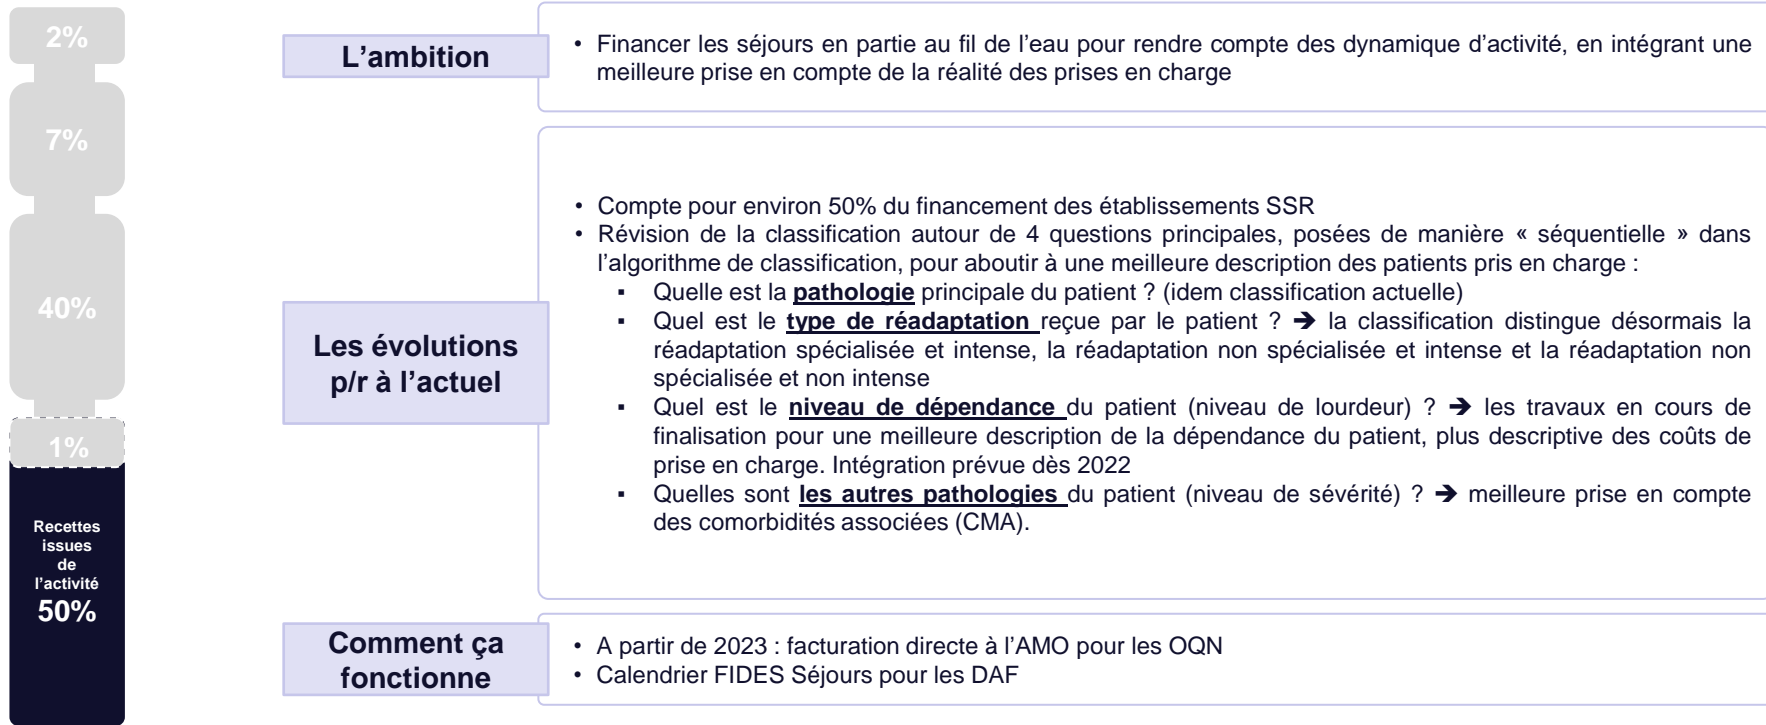 2%
7%
40%
1%
Recettes
issues
de
l’activité
50%
L’ambition
• Financer les séjours en partie au fil de l’eau pour rendre compte des dynamique d’activité, en intégrant une
meilleure prise en compte de la réalité des prises en charge
Les évolutions
p/r à l’actuel
• Compte pour environ 50% du financement des établissements SSR
• Révision de la classification autour de 4 questions principales, posées de manière « séquentielle » dans
l’algorithme de classification, pour aboutir à une meilleure description des patients pris en charge :
▪ Quelle est la pathologie principale du patient ? (idem classification actuelle)
▪ Quel est le type de réadaptation reçue par le patient ? ➔ la classification distingue désormais la
réadaptation spécialisée et intense, la réadaptation non spécialisée et intense et la réadaptation non
spécialisée et non intense
▪ Quel est le niveau de dépendance du patient (niveau de lourdeur) ? ➔ les travaux en cours de
finalisation pour une meilleure description de la dépendance du patient, plus descriptive des coûts de
prise en charge. Intégration prévue dès 2022
▪ Quelles sont les autres pathologies du patient (niveau de sévérité) ? ➔ meilleure prise en compte
des comorbidités associées (CMA).
Comment ça
fonctionne
• A partir de 2023 : facturation directe à l’AMO pour les OQN
• Calendrier FIDES Séjours pour les DAF